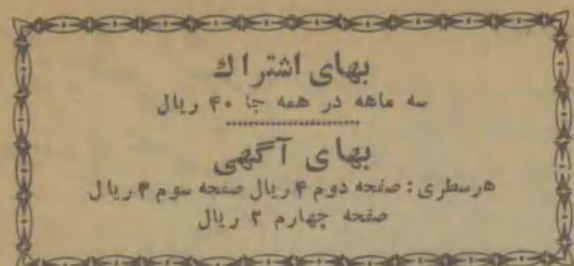 بهای اشتراك
سه ماهه در همه جا ۴۰ ریال
بهای آگهی
هرسطری: صفحه دوم ۴ ریال صفحه سوم ۳ ریال
صفحه چهارم ۲ ریال